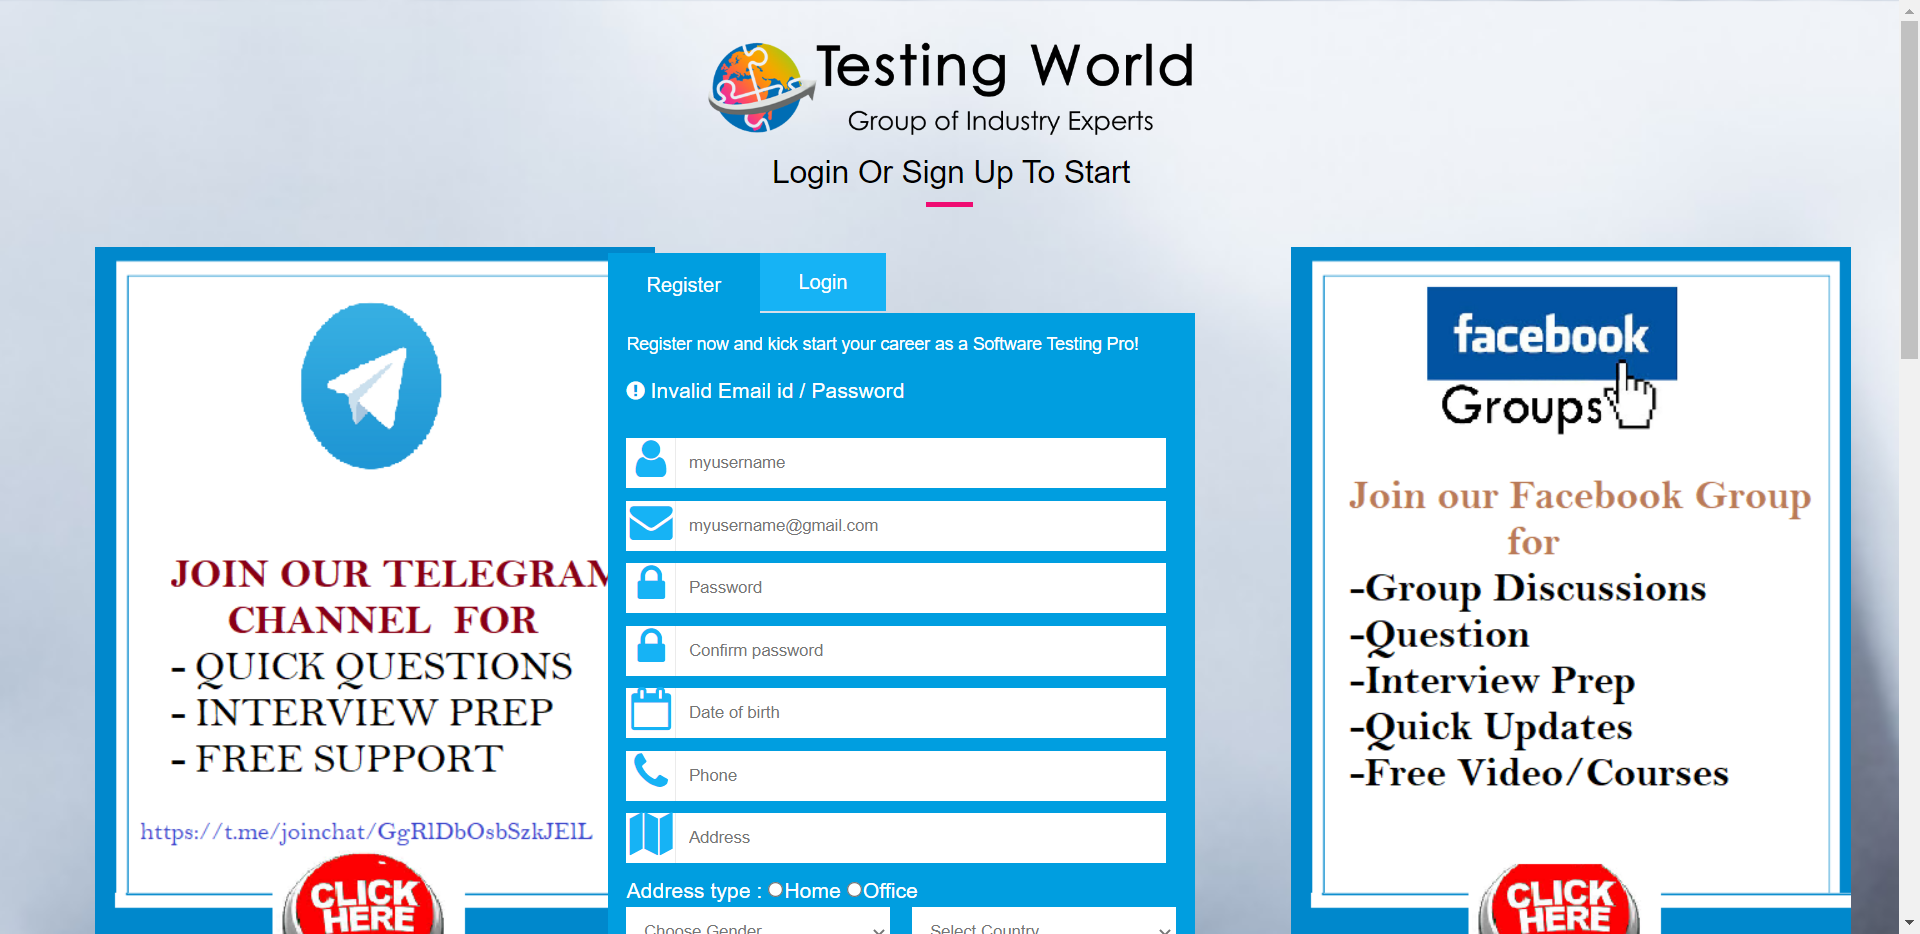 Testing World
Group of Industry Experts
Login Or Sign Up To Start
JOIN OUR TELEGRAM
CHANNEL FOR
- QUICK QUESTIONS
- INTERVIEW PREP
- FREE SUPPORT
https://t.me/joinchat/GgRlDbOsbSzkJElL
CLICK
HERE
Register
Login
Register now and kick start your career as a Software Testing Pro!
Invalid Email id / Password
myusername
myusername@gmail.com
Password
Confirm password
Date of birth
Phone
Address
Address type : Home Office
Choose Gender
Select Country
facebook
Groups
Join our Facebook Group
for
-Group Discussions
-Question
-Interview Prep
-Quick Updates
-Free Video/Courses
CLICK
HERE